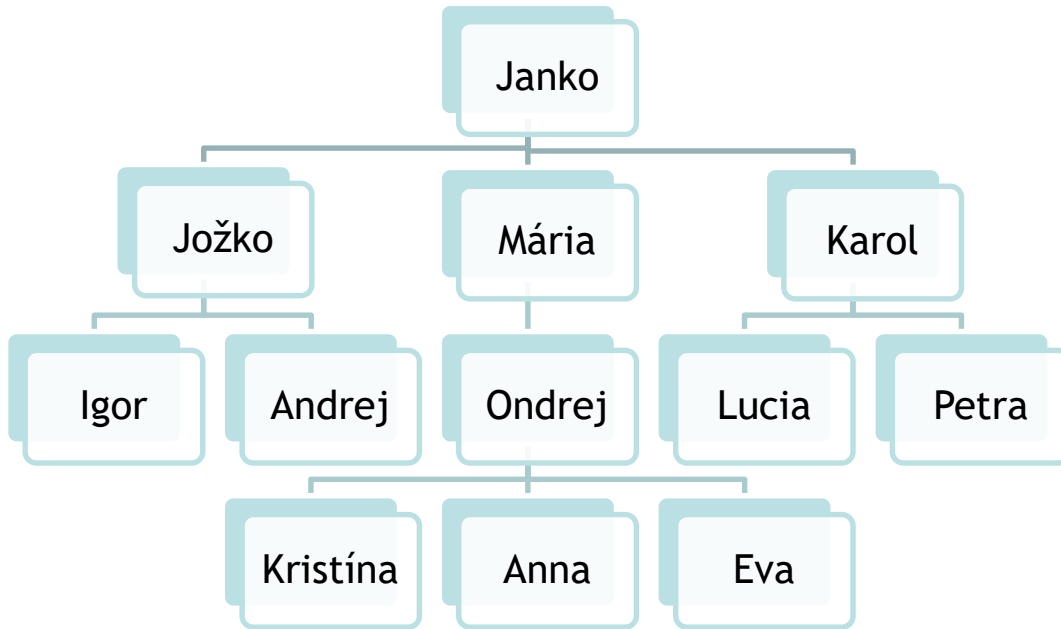 Janko
Jožko
Mária
Karol
Igor
Andrej
Ondrej
Lucia
Petra
Kristína
Anna
Eva